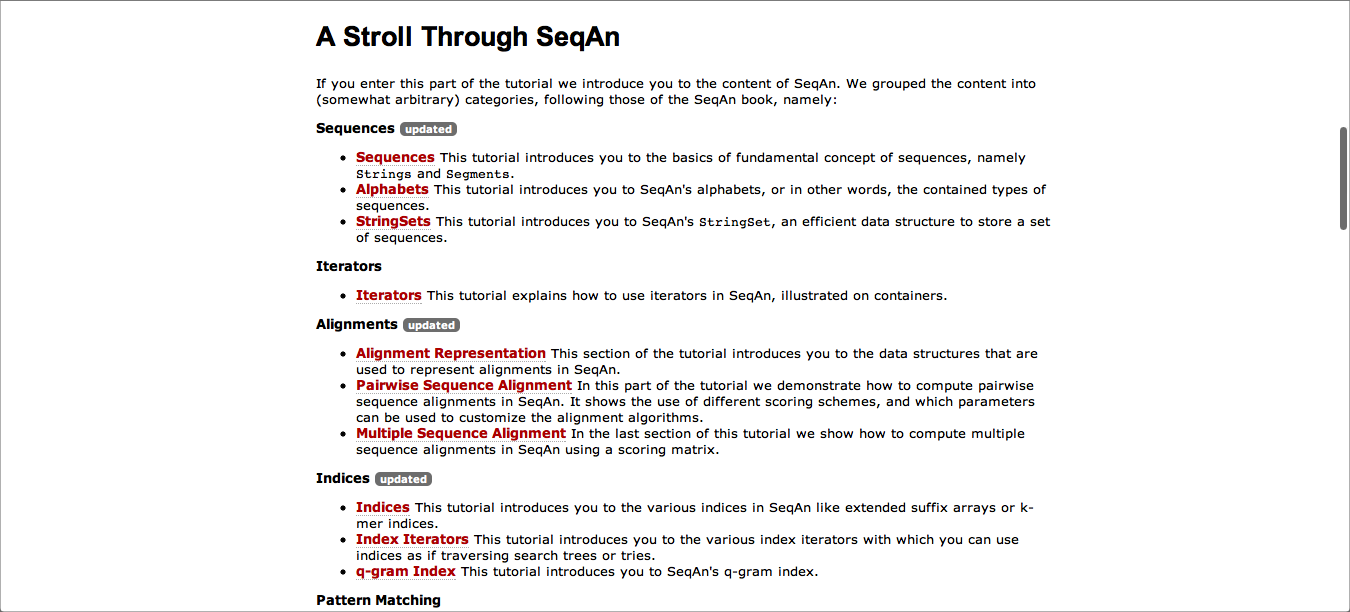 A Stroll Through SeqAn
If you enter this part of the tutorial we introduce you to the content of SeqAn. We grouped the content into
(somewhat arbitrary) categories, following those of the SeqAn book, namely:
Sequences updated
• Sequences This tutorial introduces you to the basics of fundamental concept of sequences, namely
Strings and Segments.
• Alphabets This tutorial introduces you to SeqAn's alphabets, or in other words, the contained types of
sequences.
• StringSets This tutorial introduces you to SeqAn's StringSet, an efficient data structure to store a set
of sequences.
Iterators
• Iterators This tutorial explains how to use iterators in SeqAn, illustrated on containers.
Alignments updated
• Alignment Representation This section of the tutorial introduces you to the data structures that are
used to represent alignments in SeqAn.
• Pairwise Sequence Alignment In this part of the tutorial we demonstrate how to compute pairwise
sequence alignments in SeqAn. It shows the use of different scoring schemes, and which parameters
can be used to customize the alignment algorithms.
• Multiple Sequence Alignment In the last section of this tutorial we show how to compute multiple
sequence alignments in SeqAn using a scoring matrix.
Indices updated
• Indices This tutorial introduces you to the various indices in SeqAn like extended suffix arrays or k-
mer indices.
• Index Iterators This tutorial introduces you to the various index iterators with which you can use
indices as if traversing search trees or tries.
• q-gram Index This tutorial introduces you to SeqAn's q-gram index.
Pattern Matching